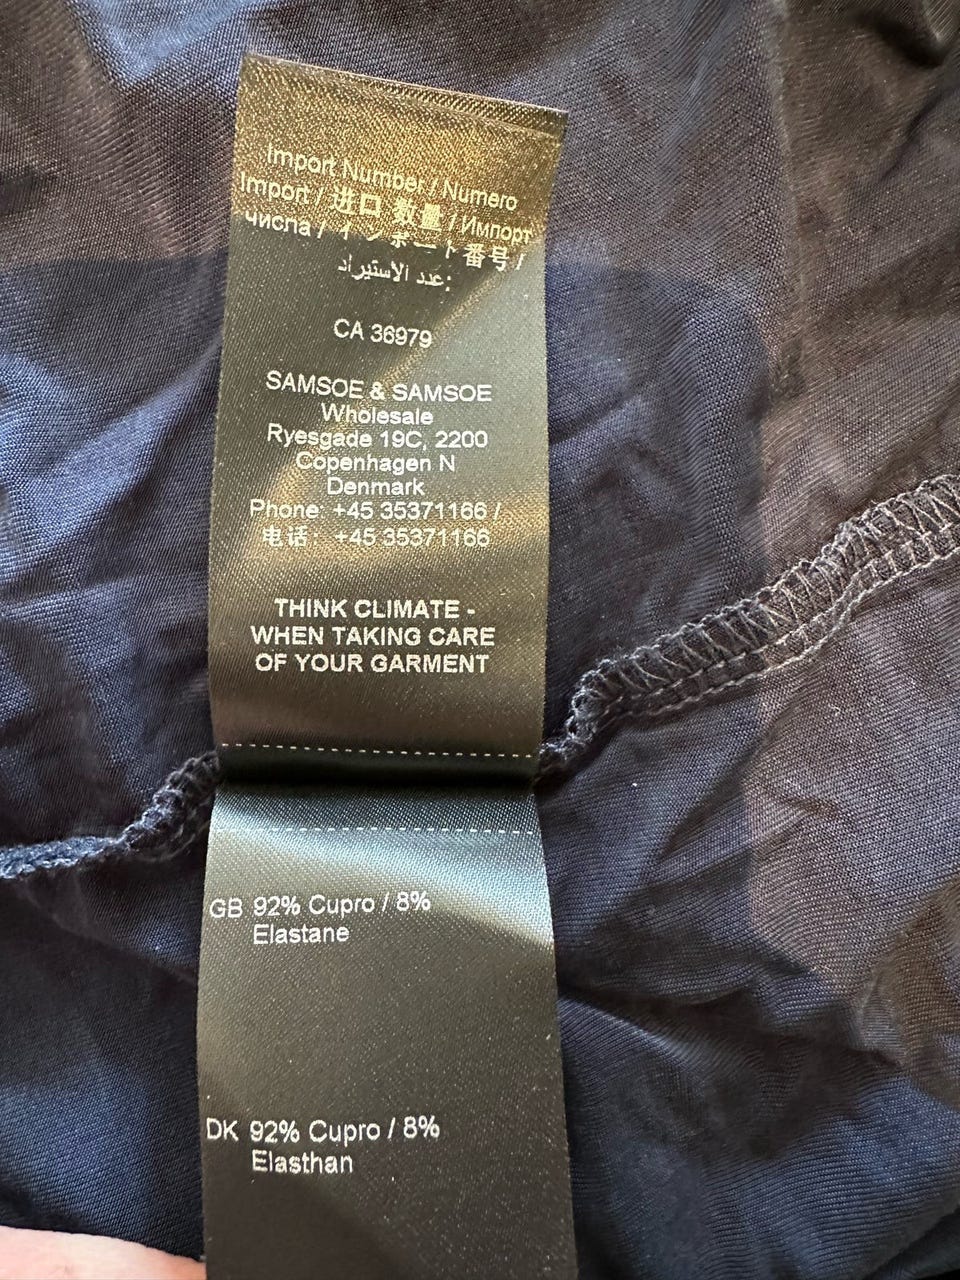 Import Number / Numero
Import / 进口 数量 / Импорт
числа / インポート番号 /
عدد الاستيراد:
CA 36979
SAMSOE & SAMSOE
Wholesale
Ryesgade 19C, 2200
Copenhagen N
Denmark
Phone: +45 35371166 /
电话: +45 35371166
THINK CLIMATE -
WHEN TAKING CARE
OF YOUR GARMENT
GB 92% Cupro / 8%
Elastane
DK 92% Cupro / 8%
Elasthan